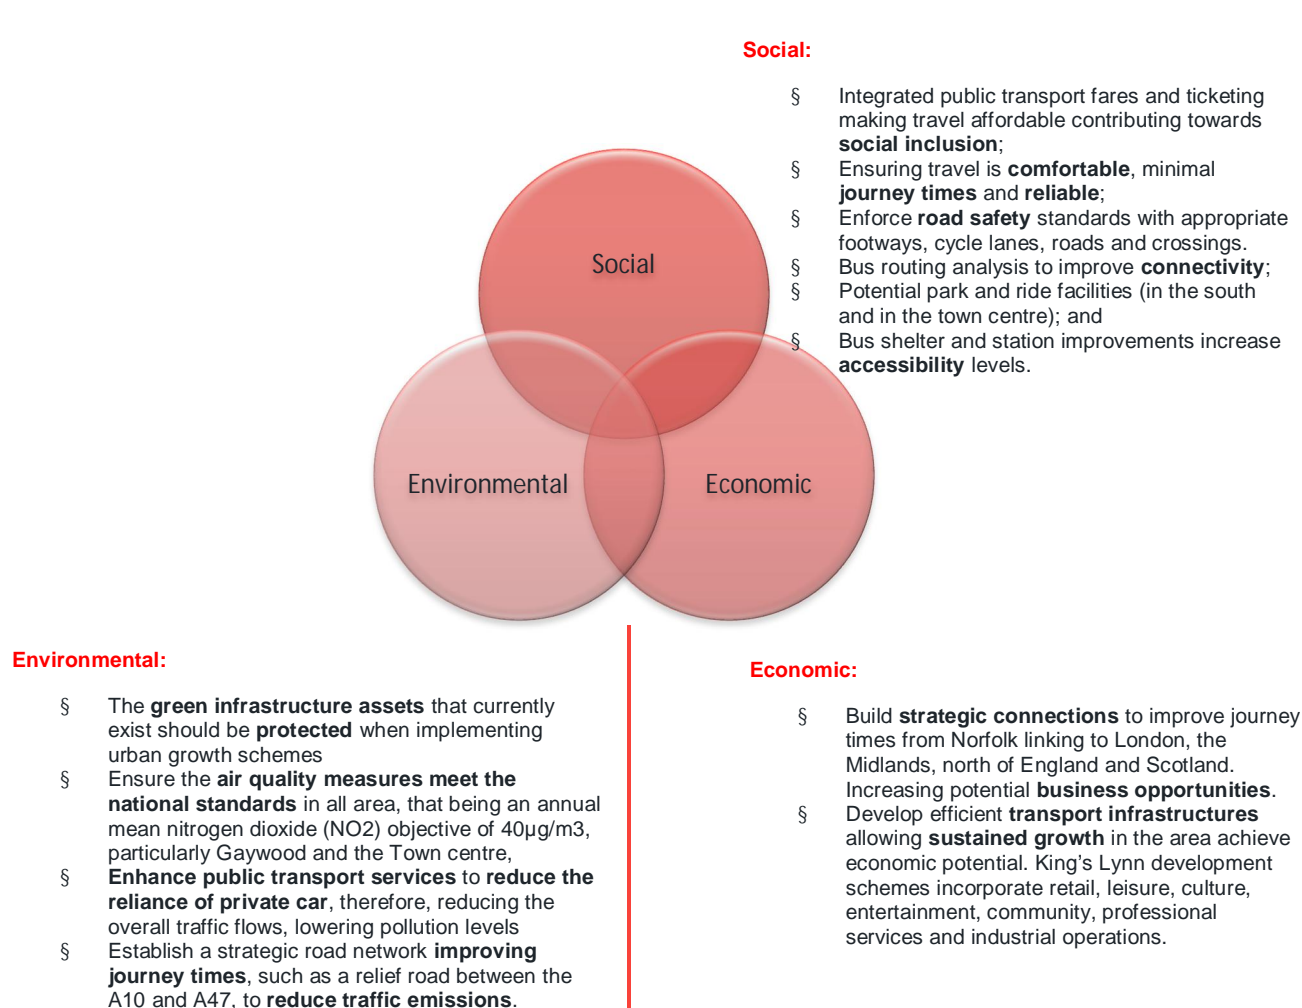 Social:
§ Integrated public transport fares and ticketing
making travel affordable contributing towards
social inclusion;
§ Ensuring travel is comfortable, minimal
journey times and reliable;
§ Enforce road safety standards with appropriate
footways, cycle lanes, roads and crossings.
§ Bus routing analysis to improve connectivity;
§ Potential park and ride facilities (in the south
and in the town centre); and
§ Bus shelter and station improvements increase
accessibility levels.
Social
Environmental
Economic
Environmental:
§ The green infrastructure assets that currently
exist should be protected when implementing
urban growth schemes
§ Ensure the air quality measures meet the
national standards in all area, that being an annual
mean nitrogen dioxide (NO2) objective of 40µg/m3,
particularly Gaywood and the Town centre,
§ Enhance public transport services to reduce the
reliance of private car, therefore, reducing the
overall traffic flows, lowering pollution levels
§ Establish a strategic road network improving
journey times, such as a relief road between the
A10 and A47, to reduce traffic emissions.
Economic:
§ Build strategic connections to improve journey
times from Norfolk linking to London, the
Midlands, north of England and Scotland.
Increasing potential business opportunities.
§ Develop efficient transport infrastructures
allowing sustained growth in the area achieve
economic potential. King’s Lynn development
schemes incorporate retail, leisure, culture,
entertainment, community, professional
services and industrial operations.